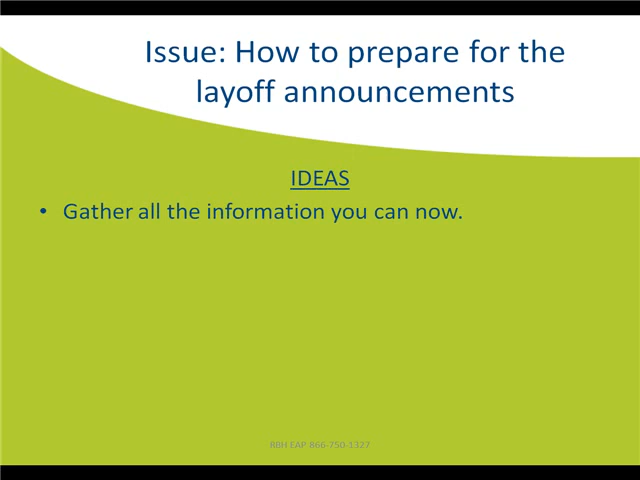 Issue: How to prepare for the
layoff announcements
IDEAS
• Gather all the information you can now.
RBH EAP 866-750-1327